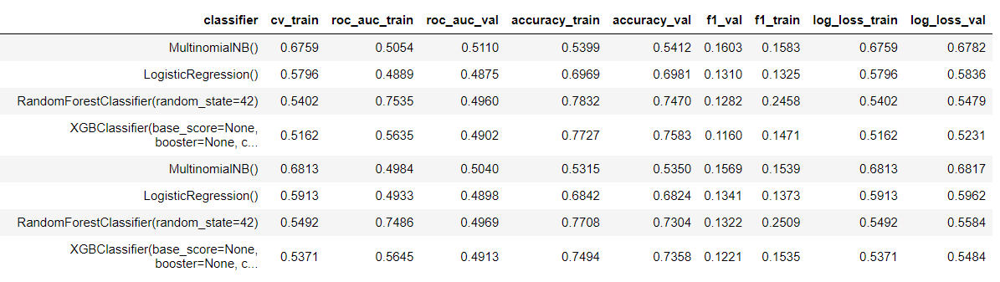 classifier cv_train roc_auc_train roc_auc_val accuracy_train accuracy_val f1_val f1_train log_loss_train log_loss_val
MultinomialNB() 0.6759 0.5054 0.5110 0.5399 0.5412 0.1603 0.1583 0.6759 0.6782
LogisticRegression() 0.5796 0.4889 0.4875 0.6969 0.6981 0.1310 0.1325 0.5796 0.5836
RandomForestClassifier(random_state=42) 0.5402 0.7535 0.4960 0.7832 0.7470 0.1282 0.2458 0.5402 0.5479
XGBClassifier(base_score=None,
booster=None, c... 0.5162 0.5635 0.4902 0.7727 0.7583 0.1160 0.1471 0.5162 0.5231
MultinomialNB() 0.6813 0.4984 0.5040 0.5315 0.5350 0.1569 0.1539 0.6813 0.6817
LogisticRegression() 0.5913 0.4933 0.4898 0.6842 0.6824 0.1341 0.1373 0.5913 0.5962
RandomForestClassifier(random_state=42) 0.5492 0.7486 0.4969 0.7708 0.7304 0.1322 0.2509 0.5492 0.5584
XGBClassifier(base_score=None,
booster=None, c... 0.5371 0.5645 0.4913 0.7494 0.7358 0.1221 0.1535 0.5371 0.5484